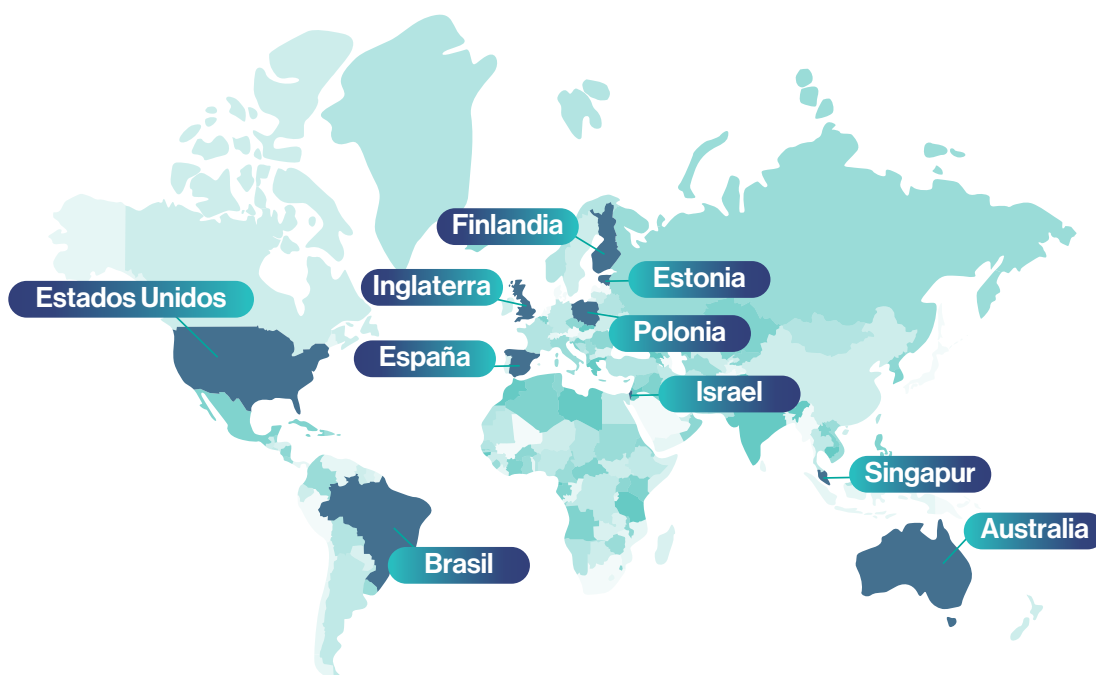 Finlandia
Inglaterra
Estonia
Estados Unidos
Polonia
España
Israel
Singapur
Australia
Brasil